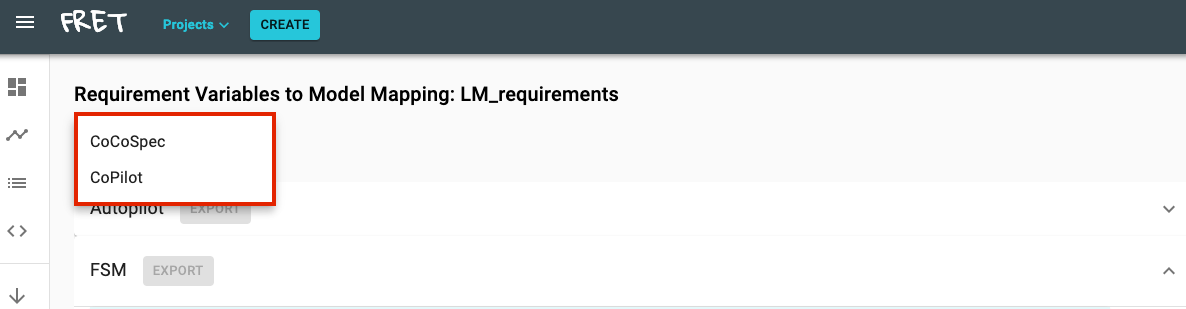 FRET
Projects
CREATE
Requirement Variables to Model Mapping: LM_requirements
CoCoSpec
CoPilot
Autopilot EXPORT
FSM EXPORT